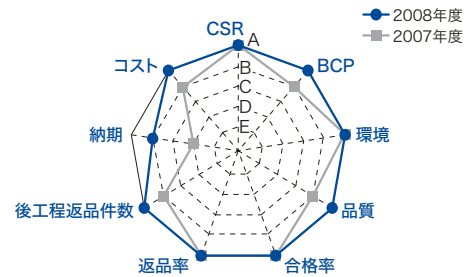 2008年度
2007年度
CSR
A
コスト
BCP
B
C
D
E
納期
環境
後工程返品件数
品質
返品率
合格率